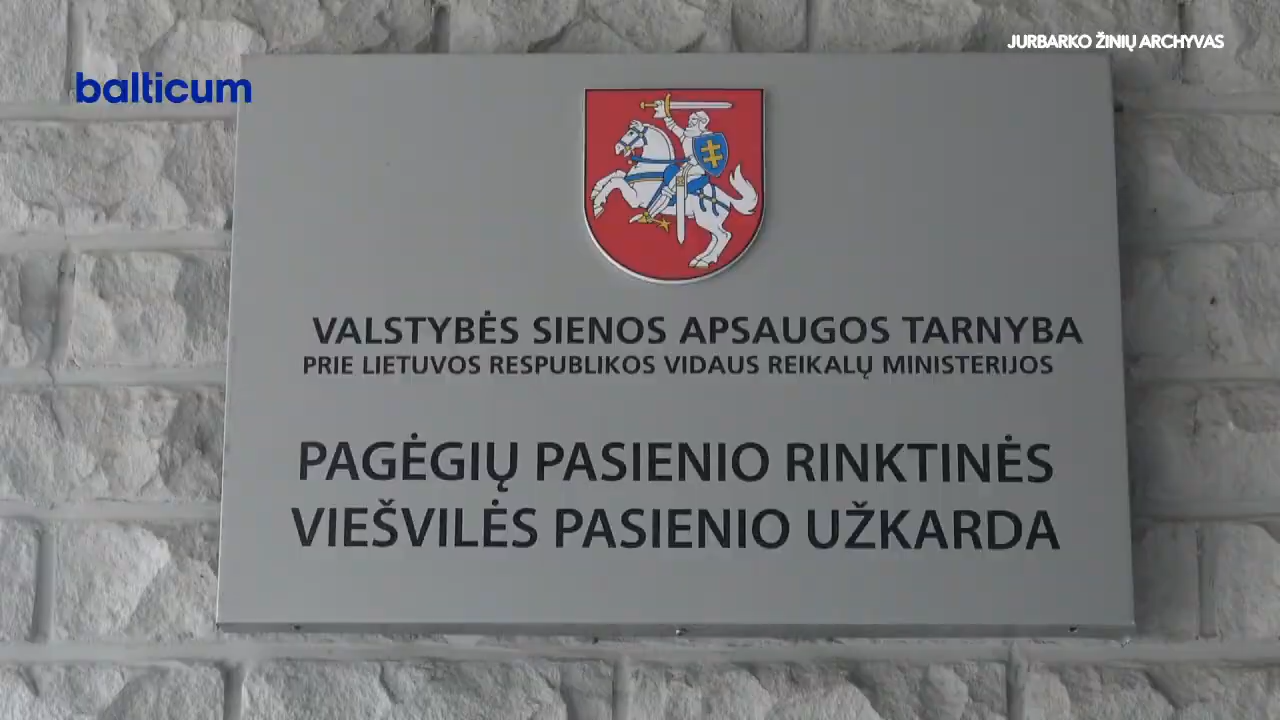 JURBARKO ŽINIŲ ARCHYVAS
balticum
VALSTYBĖS SIENOS APSAUGOS TARNYBA
PRIE LIETUVOS RESPUBLIKOS VIDAUS REIKALŲ MINISTERIJOS
PAGĖGIŲ PASIENIO RINKTINĖS
VIEŠVILĖS PASIENIO UŽKARDA